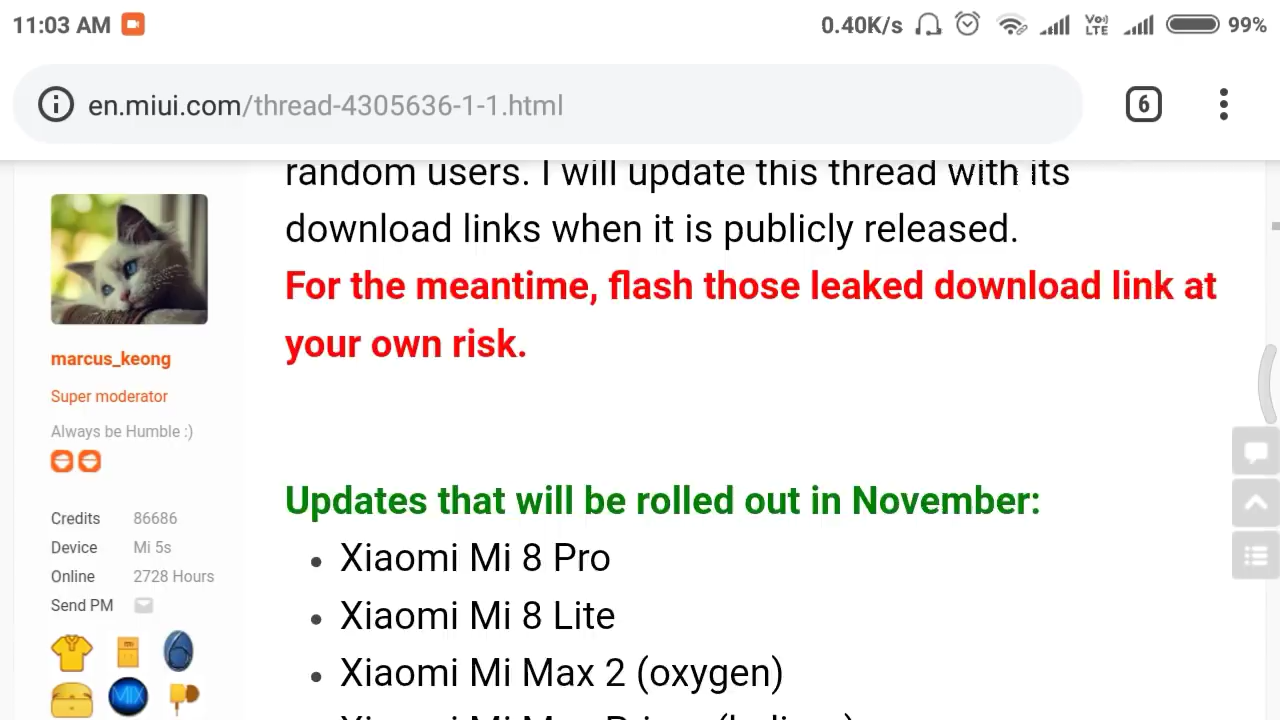 11:03 AM
0.40K/s
Vo) LTE
99%
en.miui.com/thread-4305636-1-1.html
6
random users. I will update this thread with its
download links when it is publicly released.
For the meantime, flash those leaked download link at
your own risk.
marcus_keong
Super moderator
Always be Humble :)
Credits 86686
Device Mi 5s
Online 2728 Hours
Send PM
MIX
Updates that will be rolled out in November:
• Xiaomi Mi 8 Pro
• Xiaomi Mi 8 Lite
• Xiaomi Mi Max 2 (oxygen)